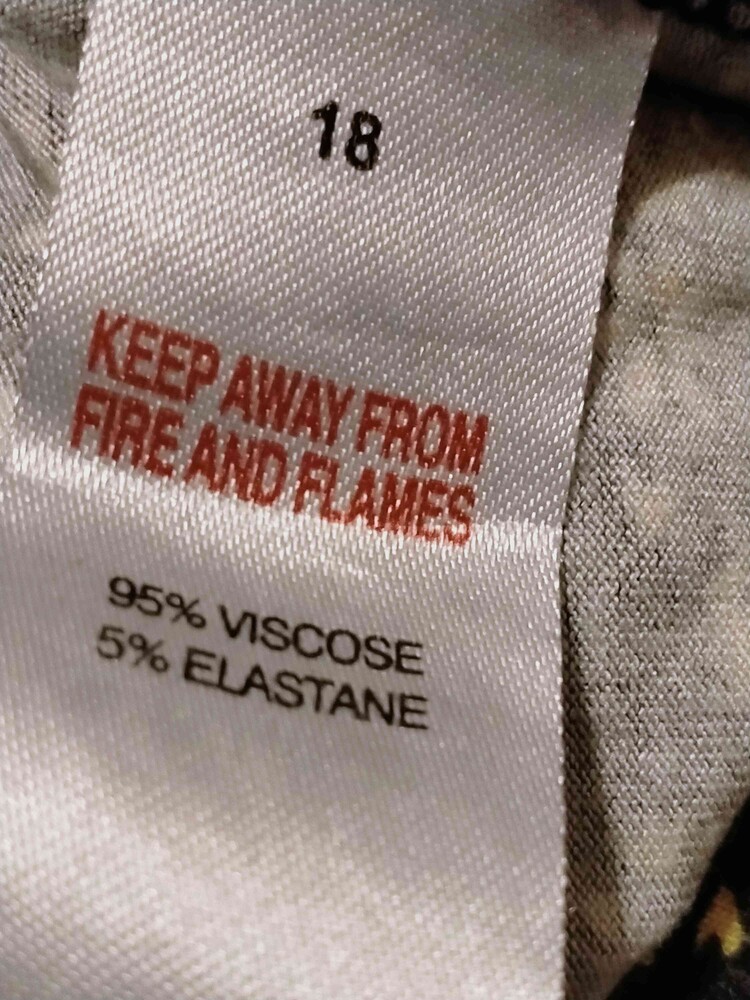 18
KEEP AWAY FROM
FIRE AND FLAMES
95% VISCOSE
5% ELASTANE